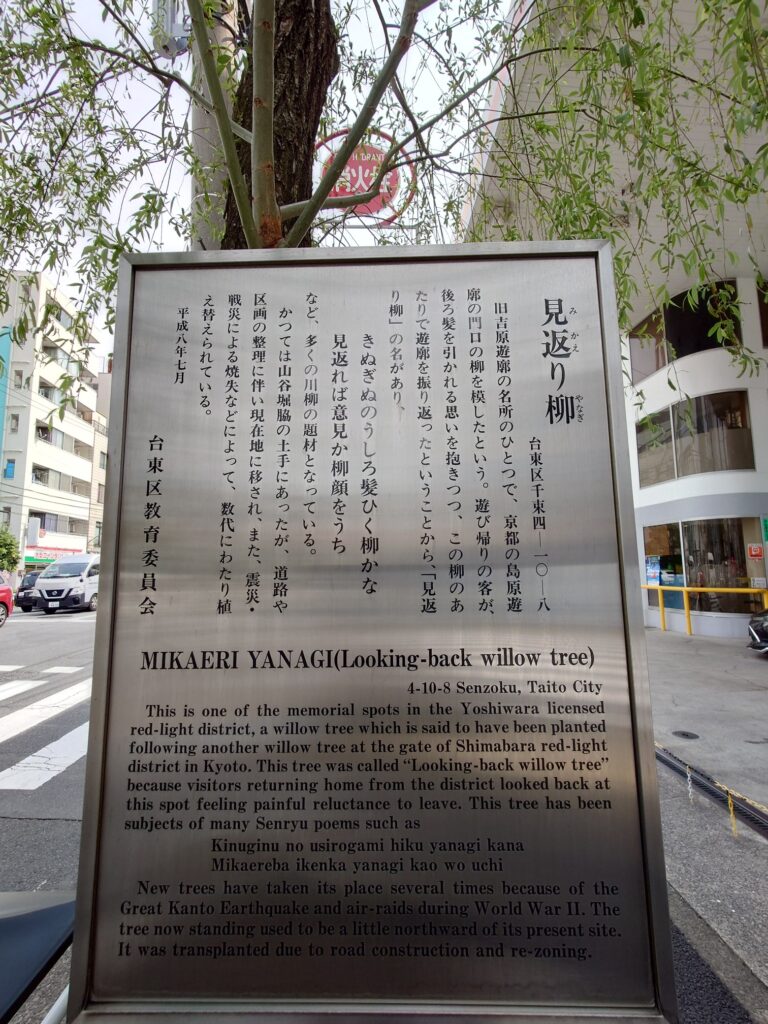 HYDRANT
消火栓
見返り柳
みかえ
やなぎ
台東区千束四―一〇―八
旧吉原遊廓の名所のひとつで、京都の島原遊
廓の門口の柳を模したという。遊び帰りの客が、
後ろ髪を引かれる思いを抱きつつ、この柳のあ
たりで遊廓を振り返ったということから、「見返
り柳」の名があり、
きぬぎぬのうしろ髪ひく柳かな
見返れば意見か柳顔をうち
など、多くの川柳の題材となっている。
かつては山谷堀脇の土手にあったが、道路や
区画の整理に伴い現在地に移され、また、震災・
戦災による焼失などによって、数代にわたり植
え替えられている。
平成八年七月
台東区教育委員会
MIKAERI YANAGI(Looking-back willow tree)
4-10-8 Senzoku, Taito City
This is one of the memorial spots in the Yoshiwara licensed
red-light district, a willow tree which is said to have been planted
following another willow tree at the gate of Shimabara red-light
district in Kyoto. This tree was called “Looking-back willow tree”
because visitors returning home from the district looked back at
this spot feeling painful reluctance to leave. This tree has been
subjects of many Senryu poems such as
Kinuginu no usirogami hiku yanagi kana
Mikaereba ikenka yanagi kao wo uchi
New trees have taken its place several times because of the
Great Kanto Earthquake and air-raids during World War II. The
tree now standing used to be a little northward of its present site.
It was transplanted due to road construction and re-zoning.